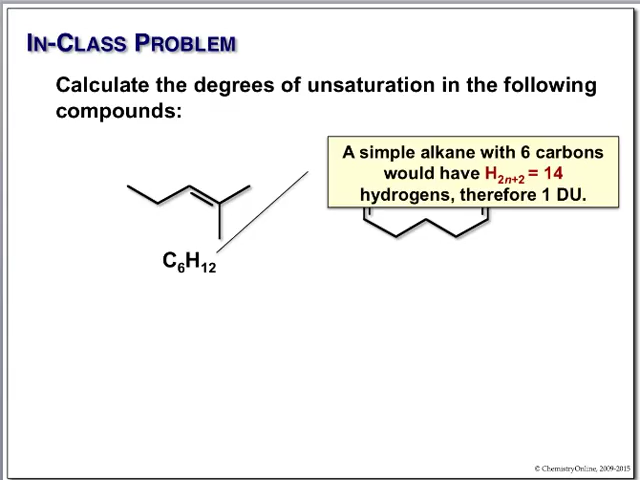 IN-CLASS PROBLEM
Calculate the degrees of unsaturation in the following
compounds:
A simple alkane with 6 carbons
would have H2n+2 = 14
hydrogens, therefore 1 DU.
C6H12
© ChemistryOnline, 2009-2015